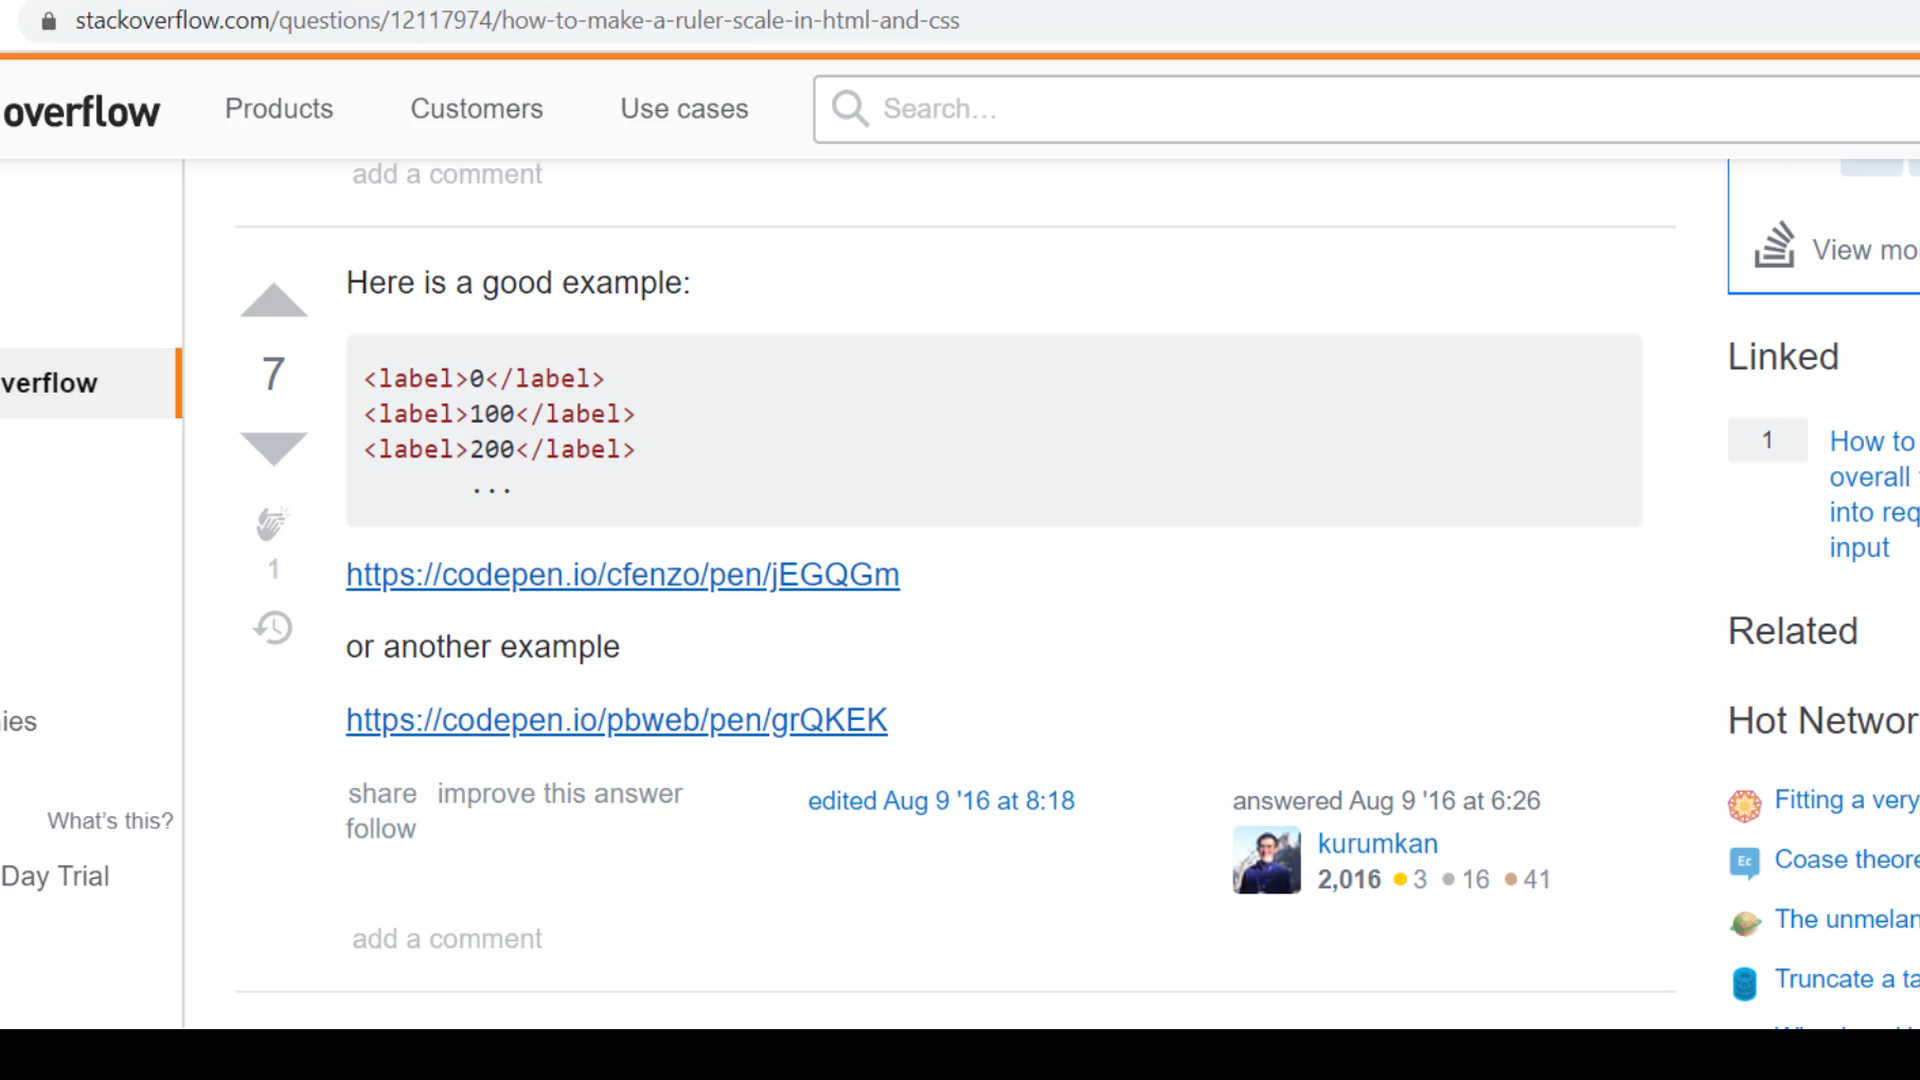 stackoverflow.com/questions/12117974/how-to-make-a-ruler-scale-in-html-and-css
overflow
Products
Customers
Use cases
Search…
add a comment
View mo
Here is a good example:
7
<label>0</label>
<label>100</label>
<label>200</label>
...
1
https://codepen.io/cfenzo/pen/jEGQGm
or another example
https://codepen.io/pbweb/pen/grQKEK
share improve this answer
follow
edited Aug 9 '16 at 8:18
answered Aug 9 '16 at 6:26
kurumkan
2,016 3 16 41
add a comment
verflow
ies
What's this?
Day Trial
Linked
1
How to
overall
into req
input
Related
Hot Networ
Fitting a very
Ec
Coase theore
The unmelan
Truncate a ta